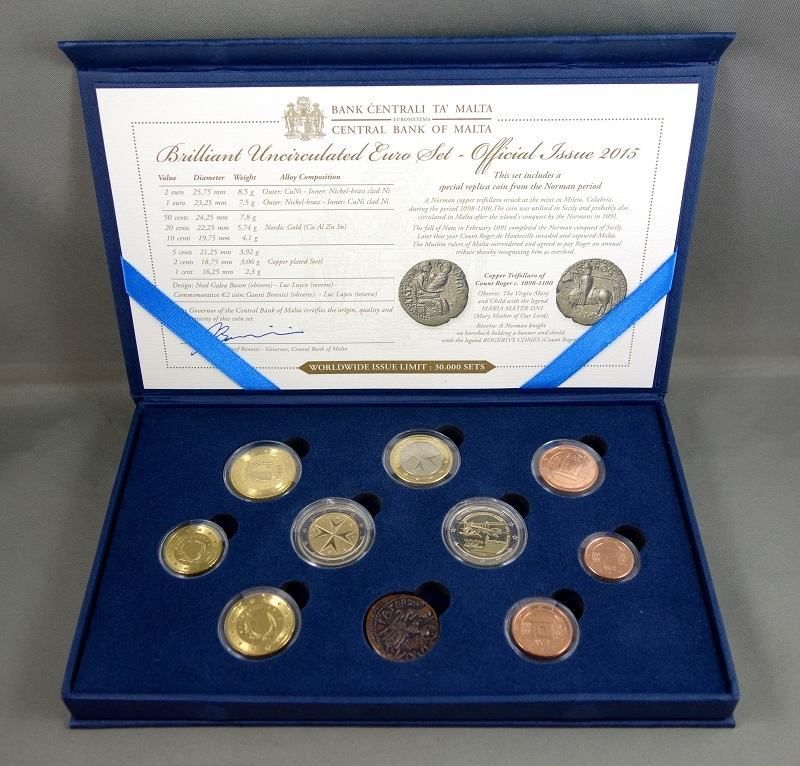 BANK ĊENTRALI TA' MALTA
EUROSISTEMA
CENTRAL BANK OF MALTA
Brilliant Uncirculated Euro Set - Official Issue 2015
Value Diameter Weight Alloy Composition
2 euro 25,75 mm 8.5 g Outer: CuNi - Inner: Nickel-brass clad Ni
1 euro 23,25 mm 7.5 g Outer: Nickel-brass - Inner: CuNi clad Ni
50 cents 24,25 mm 7.8 g
20 cents 22,25 mm 5.74 g Nordic Gold (Cu Al Zn Sn)
10 cents 19,75 mm 4.1 g
5 cents 21,25 mm 3.92 g
2 cents 18,75 mm 3.06 g Copper plated Steel
1 cent 16,25 mm 2.3 g
Design: Noel Galea Bason (obverse) - Luc Luycx (reverse)
Commemorative €2 coin: Ganni Bonnici (obverse) - Luc Luycx (reverse)
Governor of the Central Bank of Malta certifies the origin, quality and
of this coin set.
Bonnici - Governor, Central Bank of Malta
This set includes a
special replica coin from the Norman period
A Norman copper trifollaro struck at the mint in Mileto, Calabria,
during the period 1098-1100. The coin was utilised in Sicily and probably also
circulated in Malta after the island's conquest by the Normans in 1091.
The fall of Noto in February 1091 completed the Norman conquest of Sicily.
Later that year Count Roger de Hauteville invaded and captured Malta.
The Muslim rulers of Malta surrendered and agreed to pay Roger an annual
tribute thereby recognising him as overlord.
Copper Trifollaro of
Count Roger c. 1098-1100
Obverse: The Virgin Mary
and Child with the legend
MARIA MATER DNI
(Mary Mother of Our Lord).
Reverse: A Norman knight
on horseback holding a banner and shield
with the legend ROGERIVS COMES (Count Roger
WORLDWIDE ISSUE LIMIT : 30.000 SETS